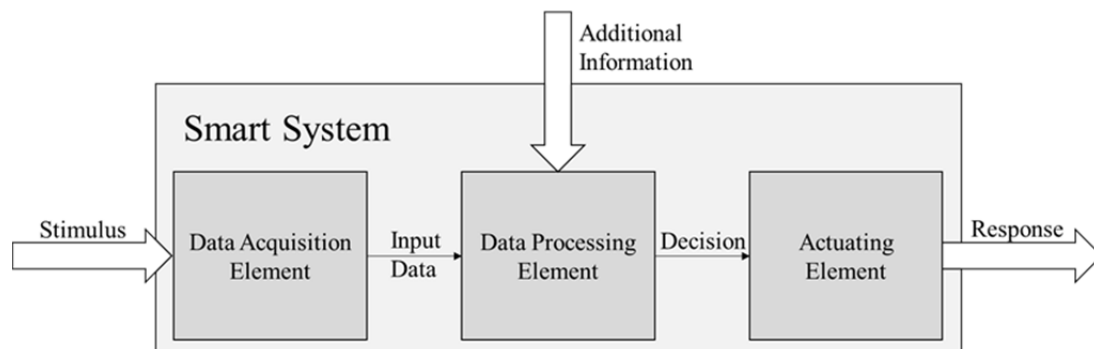 Additional
Information
Smart System
Stimulus
Data Acquisition
Element
Input
Data
Data Processing
Element
Decision
Actuating
Element
Response